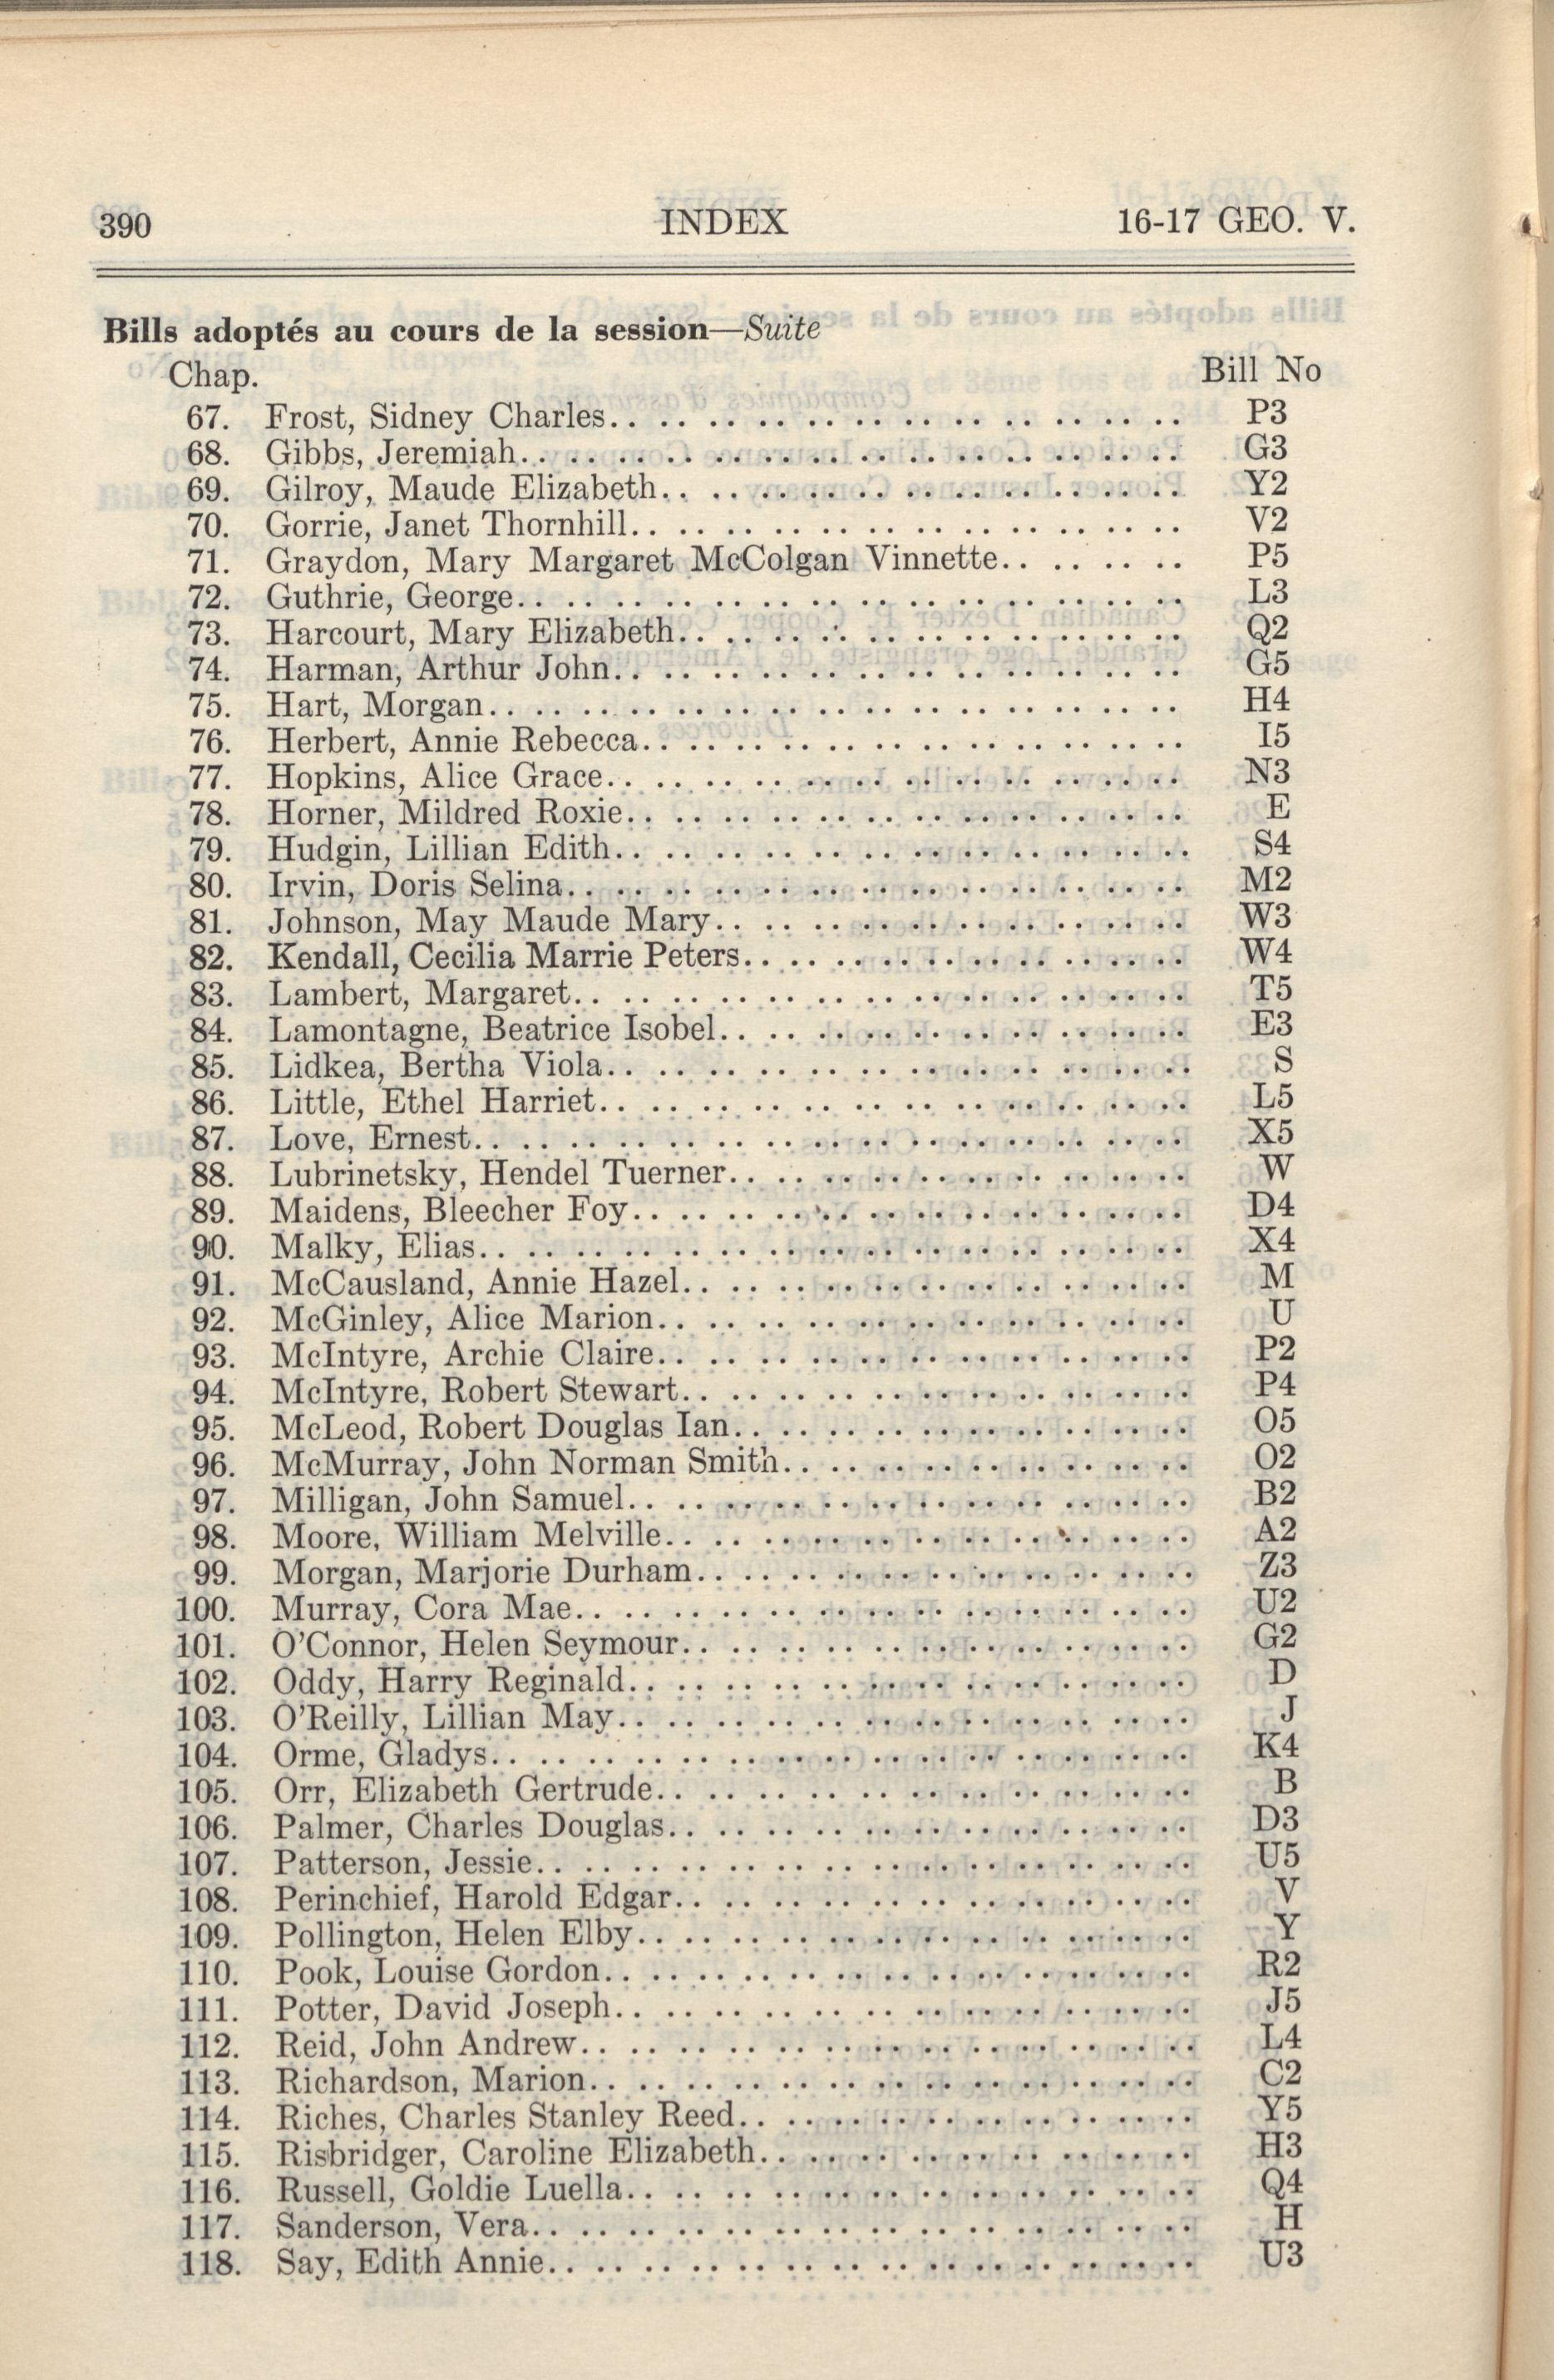 390 INDEX 16-17 GEO. V.
Bills adoptés au cours de la session—Suite
Chap. Bill No
67. Frost, Sidney Charles. . . . . . . . . . . . . . . . . . . . . . . . P3
68. Gibbs, Jeremiah. . . . . . . . . . . . . . . . . . . . . . . . G3
69. Gilroy, Maude Elizabeth. . . . . . . . . . . . . . . . . . . . . . Y2
70. Gorrie, Janet Thornhill. . . . . . . . . . . . . . . . . . . . . . V2
71. Graydon, Mary Margaret McColgan Vinnette. . . . . . . . P5
72. Guthrie, George. . . . . . . . . . . . . . . . . . . . . . . . L3
73. Harcourt, Mary Elizabeth. . . . . . . . . . . . . . . . . . . . Q2
74. Harman, Arthur John. . . . . . . . . . . . . . . . . . . . . . G5
75. Hart, Morgan. . . . . . . . . . . . . . . . . . . . . . . . H4
76. Herbert, Annie Rebecca. . . . . . . . . . . . . . . . . . . . . . I5
77. Hopkins, Alice Grace. . . . . . . . . . . . . . . . . . . . . . N3
78. Horner, Mildred Roxie. . . . . . . . . . . . . . . . . . . . . . E
79. Hudgin, Lillian Edith. . . . . . . . . . . . . . . . . . . . . . S4
80. Irvin, Doris Selina. . . . . . . . . . . . . . . . . . . . . . M2
81. Johnson, May Maude Mary. . . . . . . . . . . . . . . . . . . . W3
82. Kendall, Cecilia Marrie Peters. . . . . . . . . . . . . . . . . . W4
83. Lambert, Margaret. . . . . . . . . . . . . . . . . . . . . . T5
84. Lamontagne, Beatrice Isobel. . . . . . . . . . . . . . . . . . E3
85. Lidkea, Bertha Viola. . . . . . . . . . . . . . . . . . . . . . S
86. Little, Ethel Harriet. . . . . . . . . . . . . . . . . . . . . . L5
87. Love, Ernest. . . . . . . . . . . . . . . . . . . . . . . . X5
88. Lubrinetsky, Hendel Tuerner. . . . . . . . . . . . . . . . . . W
89. Maidens, Bleecher Foy. . . . . . . . . . . . . . . . . . . . . . D4
90. Malky, Elias. . . . . . . . . . . . . . . . . . . . . . . . X4
91. McCausland, Annie Hazel. . . . . . . . . . . . . . . . . . . . M
92. McGinley, Alice Marion. . . . . . . . . . . . . . . . . . . . U
93. McIntyre, Archie Claire. . . . . . . . . . . . . . . . . . . . P2
94. McIntyre, Robert Stewart. . . . . . . . . . . . . . . . . . . . P4
95. McLeod, Robert Douglas Ian. . . . . . . . . . . . . . . . . . O5
96. McMurray, John Norman Smith. . . . . . . . . . . . . . . . O2
97. Milligan, John Samuel. . . . . . . . . . . . . . . . . . . . . . B2
98. Moore, William Melville. . . . . . . . . . . . . . . . . . . . A2
99. Morgan, Marjorie Durham. . . . . . . . . . . . . . . . . . . . Z3
100. Murray, Cora Mae. . . . . . . . . . . . . . . . . . . . . . U2
101. O'Connor, Helen Seymour. . . . . . . . . . . . . . . . . . . . G2
102. Oddy, Harry Reginald. . . . . . . . . . . . . . . . . . . . . . D
103. O'Reilly, Lillian May. . . . . . . . . . . . . . . . . . . . . . J
104. Orme, Gladys. . . . . . . . . . . . . . . . . . . . . . . . K4
105. Orr, Elizabeth Gertrude. . . . . . . . . . . . . . . . . . . . B
106. Palmer, Charles Douglas. . . . . . . . . . . . . . . . . . . . D3
107. Patterson, Jessie. . . . . . . . . . . . . . . . . . . . . . U5
108. Perinchief, Harold Edgar. . . . . . . . . . . . . . . . . . . . V
109. Pollington, Helen Elby. . . . . . . . . . . . . . . . . . . . . . Y
110. Pook, Louise Gordon. . . . . . . . . . . . . . . . . . . . . . R2
111. Potter, David Joseph. . . . . . . . . . . . . . . . . . . . . . J5
112. Reid, John Andrew. . . . . . . . . . . . . . . . . . . . . . L4
113. Richardson, Marion. . . . . . . . . . . . . . . . . . . . . . C2
114. Riches, Charles Stanley Reed. . . . . . . . . . . . . . . . . . Y5
115. Risbridger, Caroline Elizabeth. . . . . . . . . . . . . . . . . . H3
116. Russell, Goldie Luella. . . . . . . . . . . . . . . . . . . . . . Q4
117. Sanderson, Vera. . . . . . . . . . . . . . . . . . . . . . . . H
118. Say, Edith Annie. . . . . . . . . . . . . . . . . . . . . . . . U3